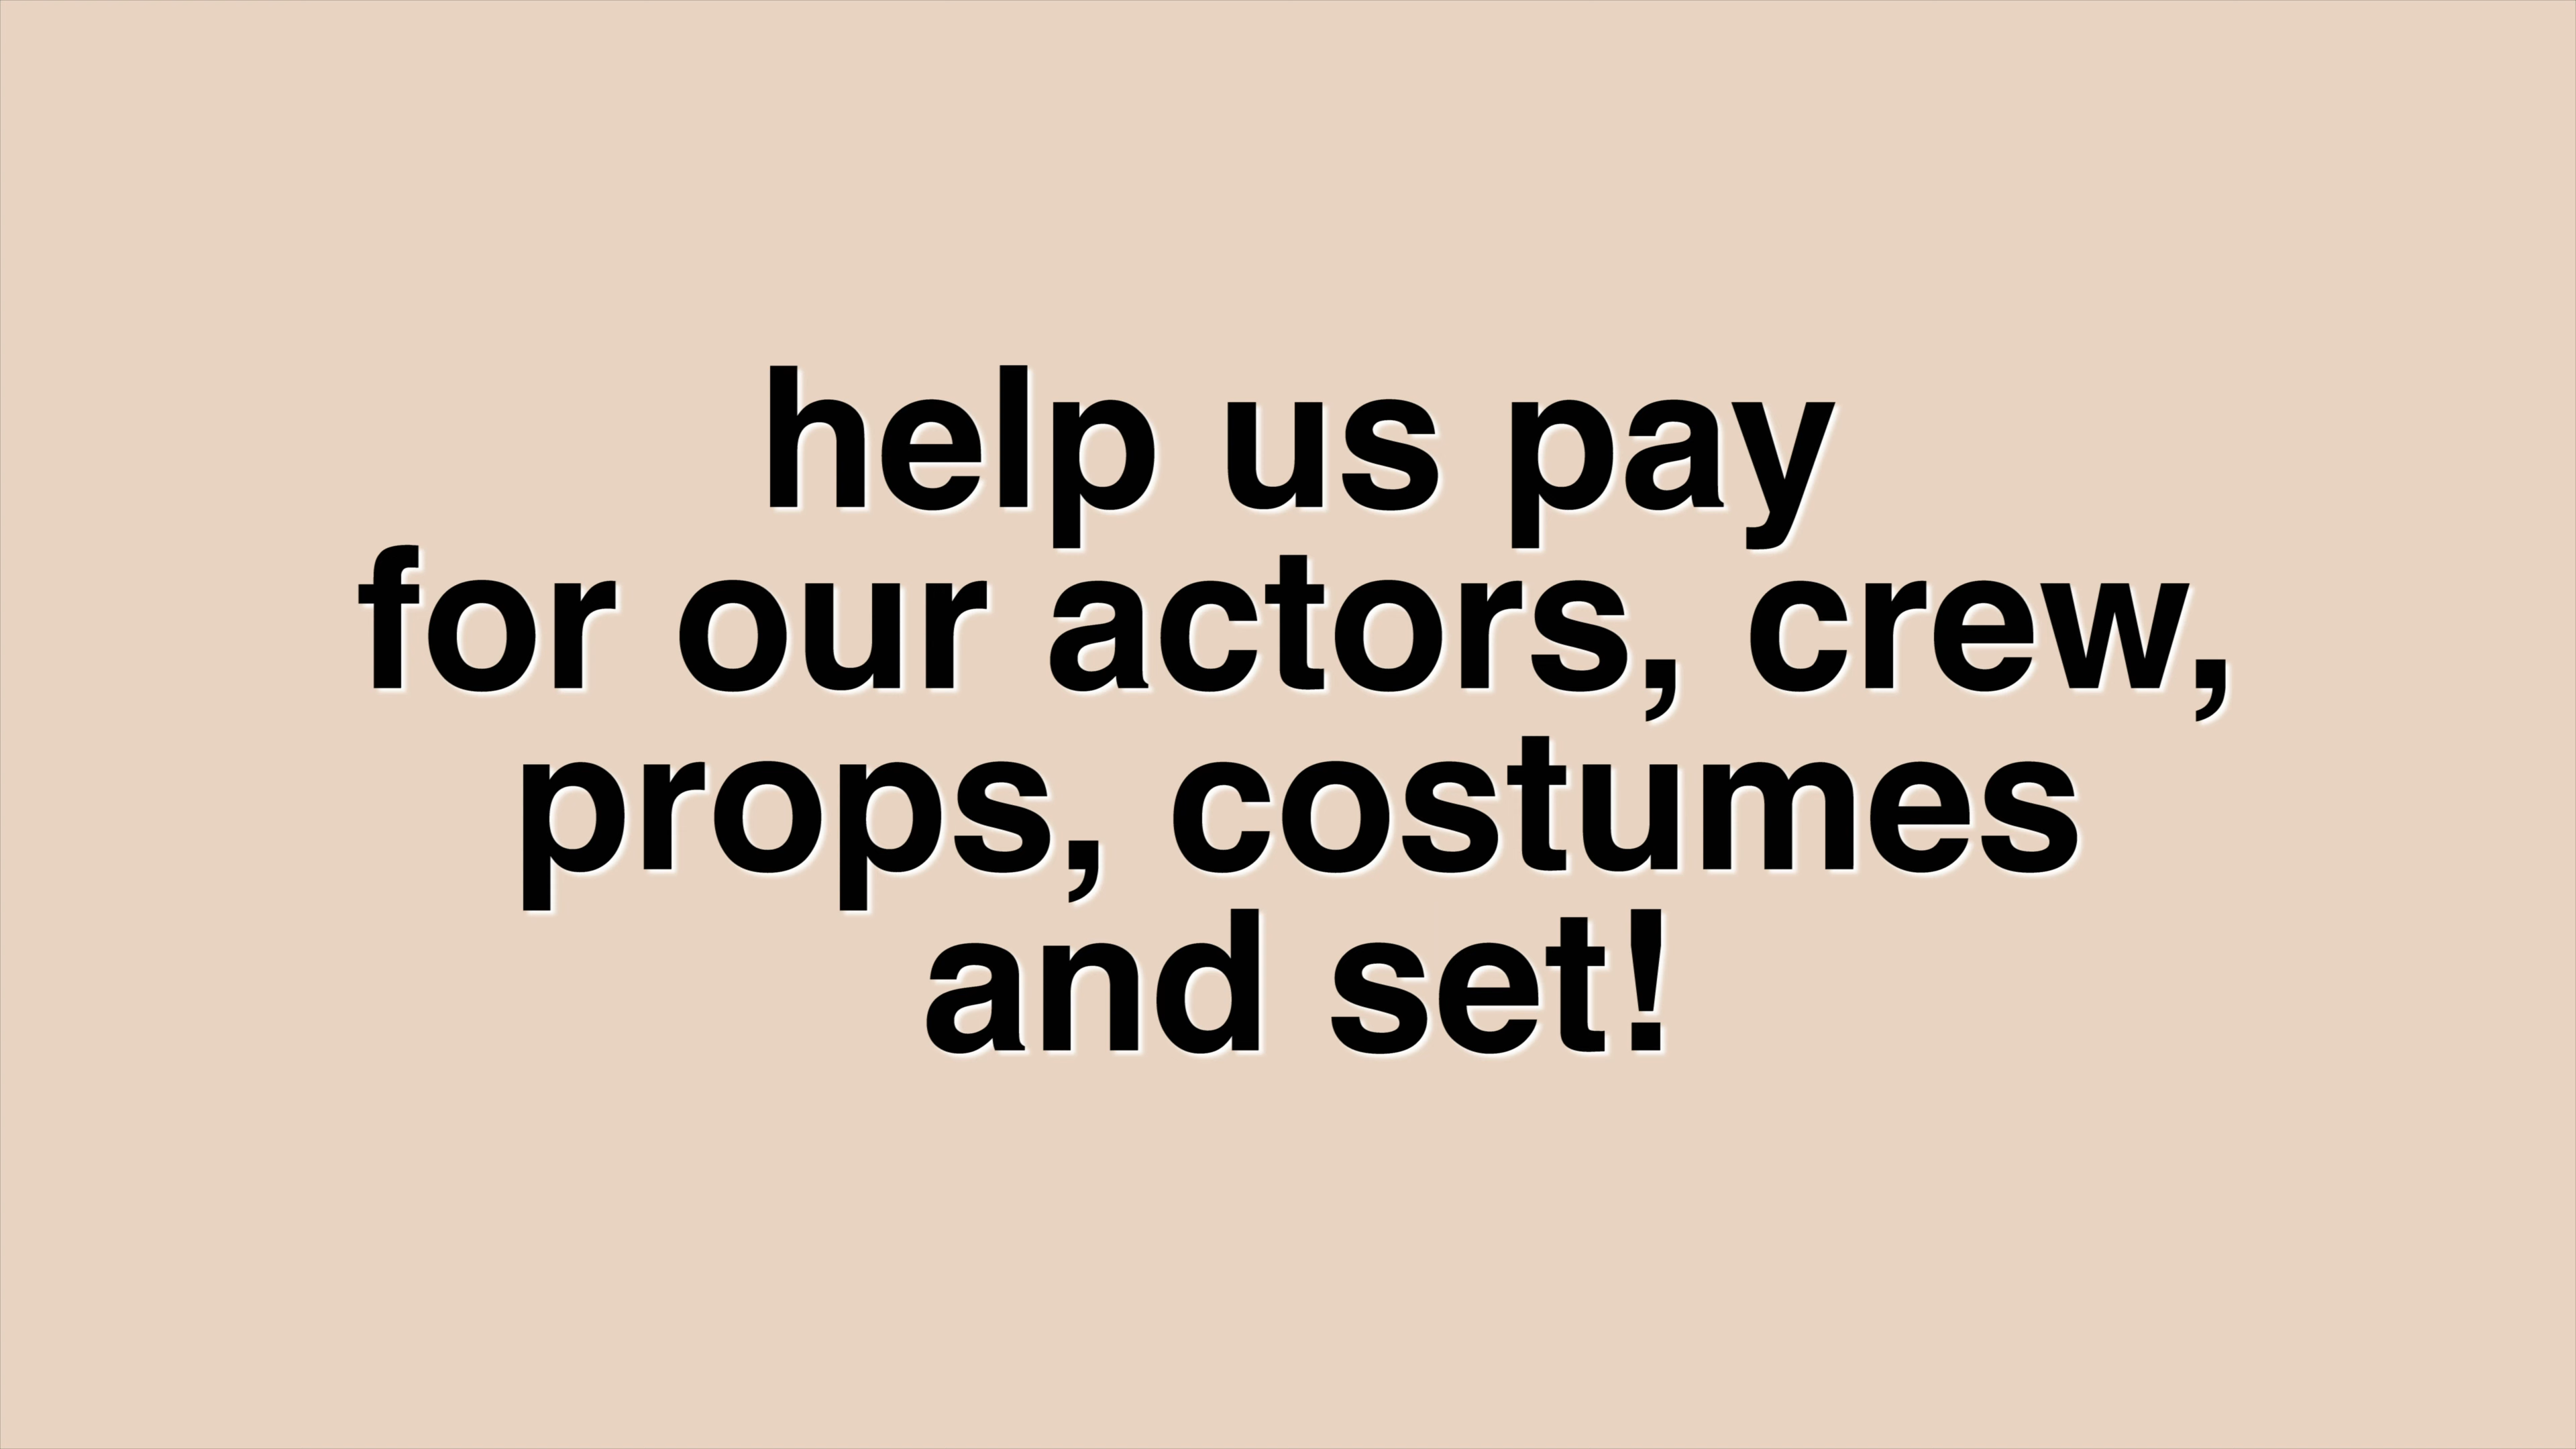 help us pay
for our actors, crew,
props, costumes
and set!